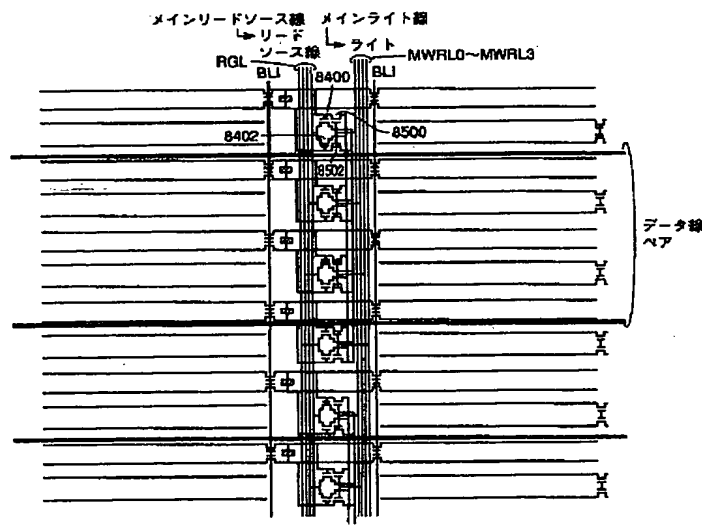 メインリードソース線 メインライト線
リード
ソース線
ライト
RGL
MWRL0～MWRL3
BLI
8400
BLI
8402
8500
8502
データ線
ペア